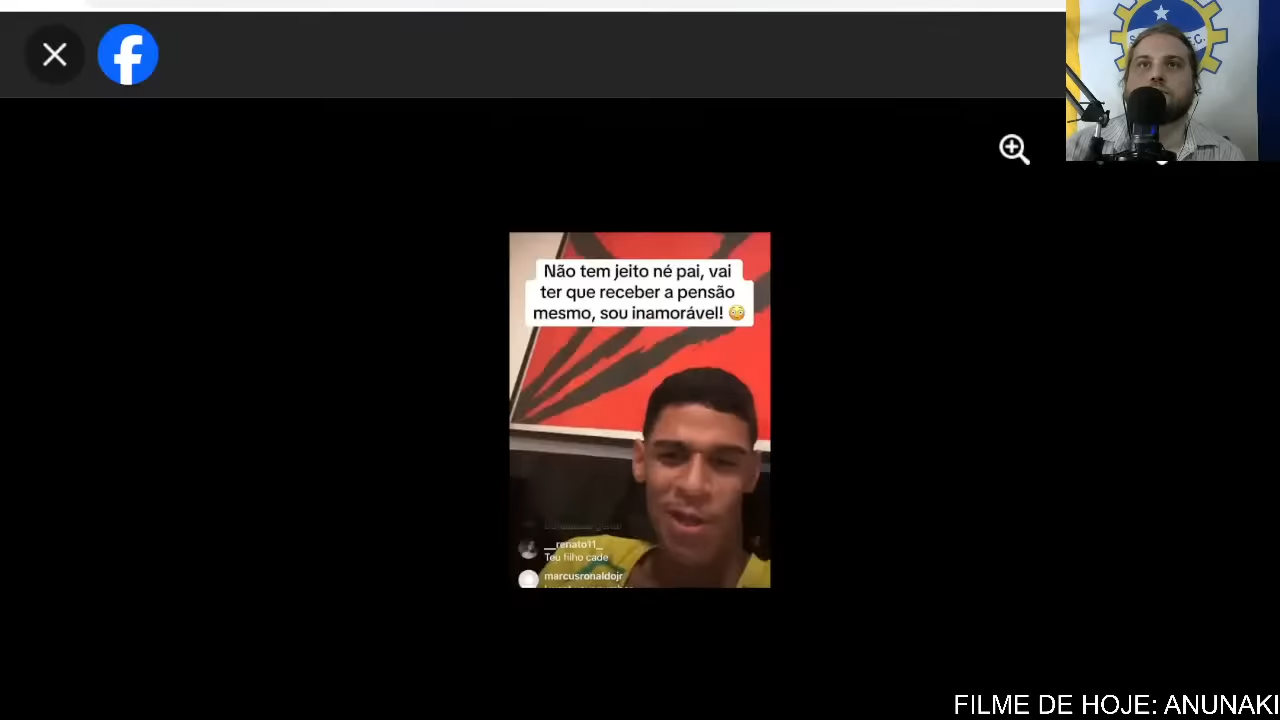 Não tem jeito né pai, vai
ter que receber a pensão
mesmo, sou inamorável! 😳
__renato11_
Teu filho cade
marcusronaldojr
FILME DE HOJE: ANUNAKI